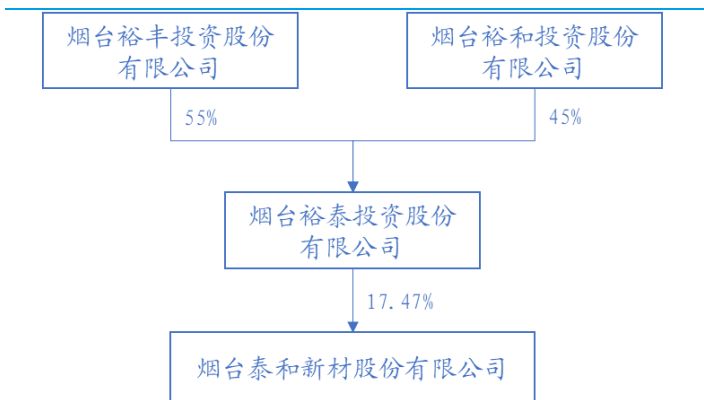 烟台裕丰投资股份
有限公司
烟台裕和投资股份
有限公司
55%
45%
烟台裕泰投资股份
有限公司
17.47%
烟台泰和新材股份有限公司